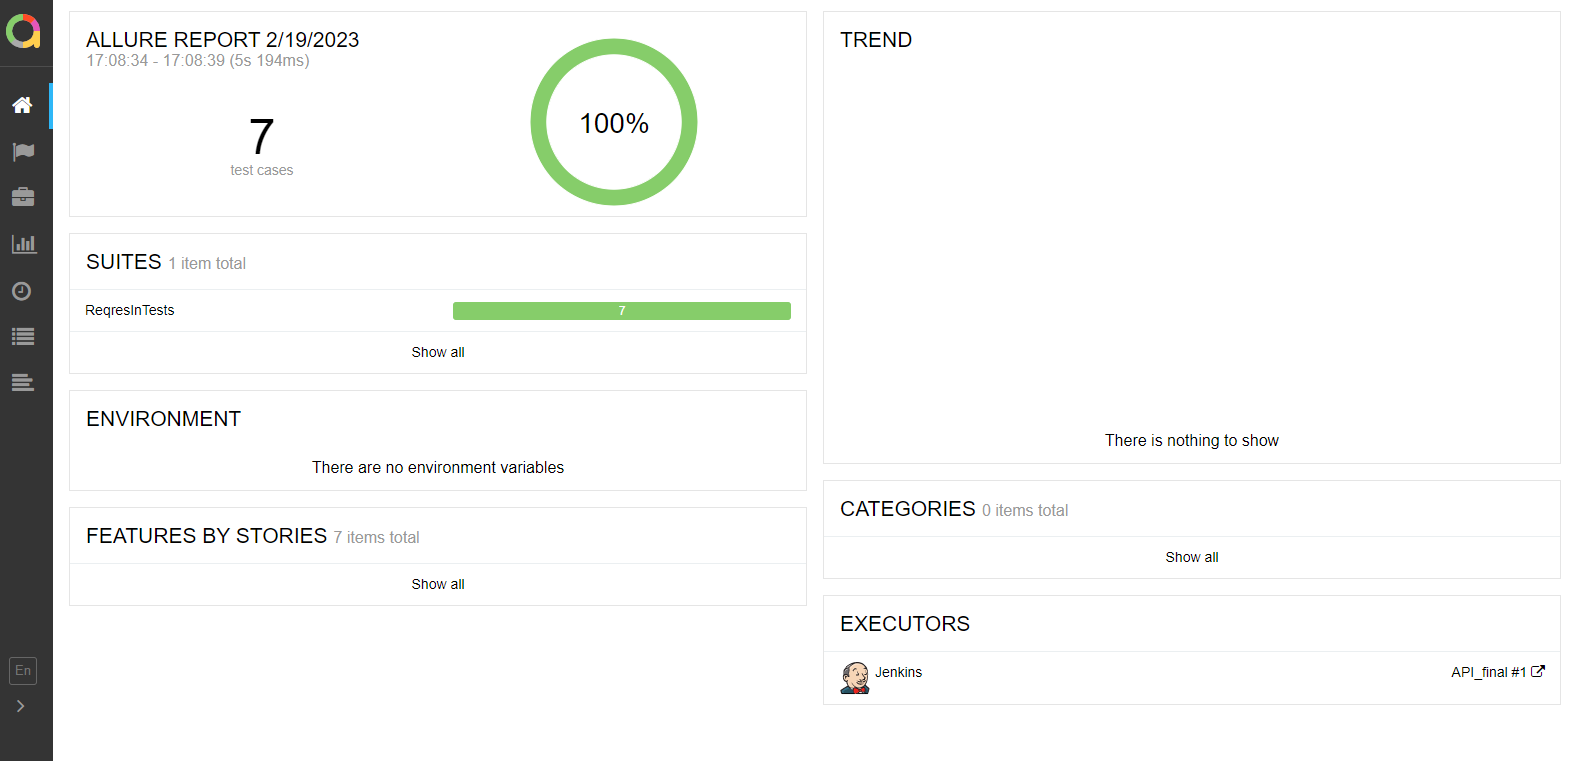 ALLURE REPORT 2/19/2023
17:08:34 - 17:08:39 (5s 194ms)
7
test cases
100%
SUITES 1 item total
ReqresInTests
7
Show all
ENVIRONMENT
There are no environment variables
FEATURES BY STORIES 7 items total
Show all
TREND
There is nothing to show
CATEGORIES 0 items total
Show all
EXECUTORS
Jenkins
API_final #1
En